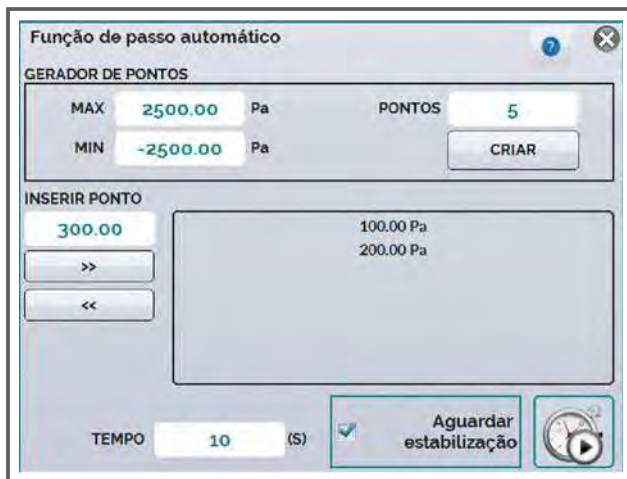 Função de passo automático
?
GERADOR DE PONTOS
MAX 2500.00 Pa PONTOS 5
MIN -2500.00 Pa CRIAR
INSERIR PONTO
300.00
>>
<<
100.00 Pa
200.00 Pa
TEMPO 10 (S)
Aguardar
estabilização